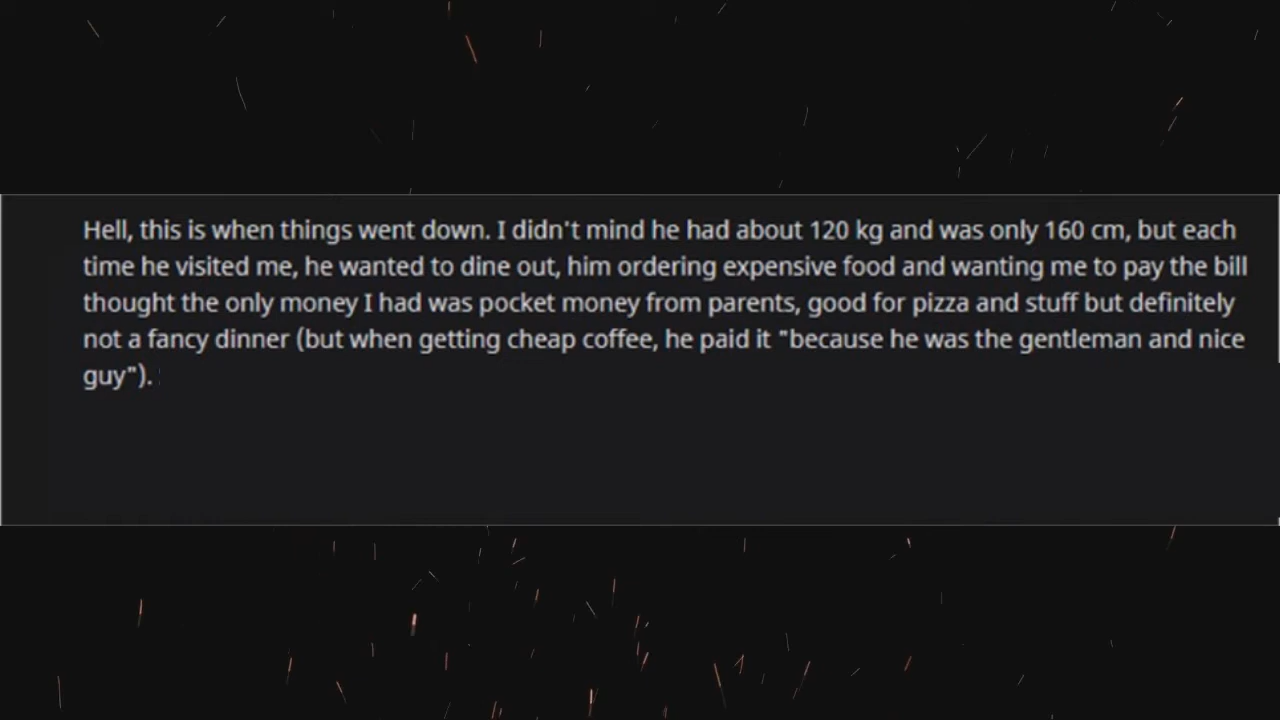 Hell, this is when things went down. I didn't mind he had about 120 kg and was only 160 cm, but each
time he visited me, he wanted to dine out, him ordering expensive food and wanting me to pay the bill
thought the only money I had was pocket money from parents, good for pizza and stuff but definitely
not a fancy dinner (but when getting cheap coffee, he paid it "because he was the gentleman and nice
guy").